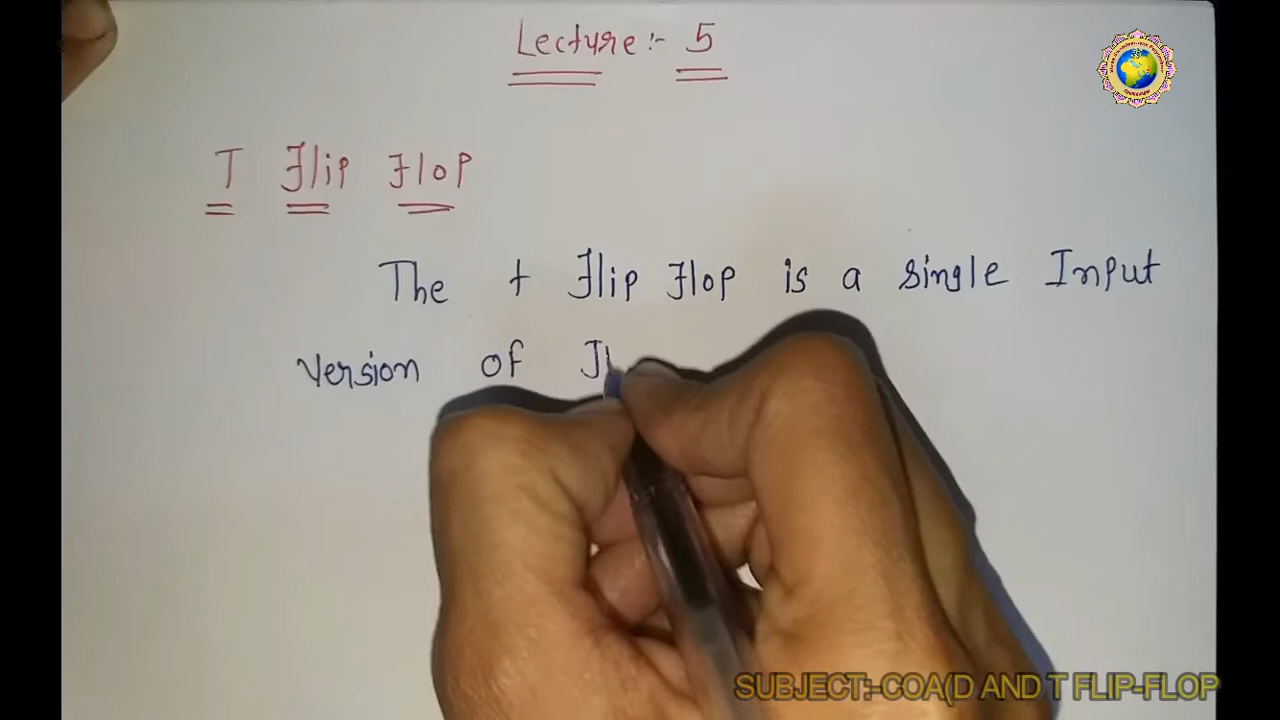 Lecture:- 5
T Flip Flop
The t Flip Flop is a single Input
version of
SUBJECT:-COA(D AND T FLIP-FLOP